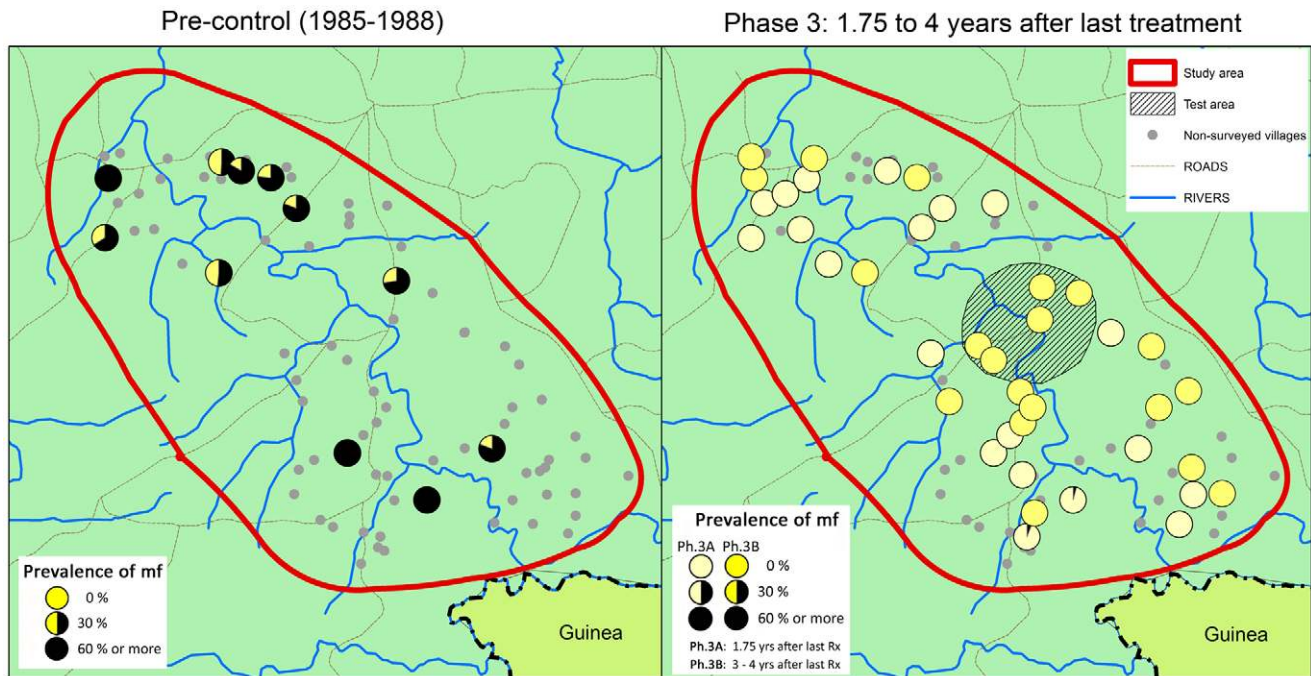 Pre-control (1985-1988)
Phase 3: 1.75 to 4 years after last treatment
Study area
Test area
Non-surveyed villages
ROADS
RIVERS
Prevalence of mf
0 %
30 %
60 % or more
Guinea
Prevalence of mf
Ph.3A Ph.3B
0 %
30 %
60 % or more
Ph.3A: 1.75 yrs after last Rx
Ph.3B: 3 - 4 yrs after last Rx
Guinea